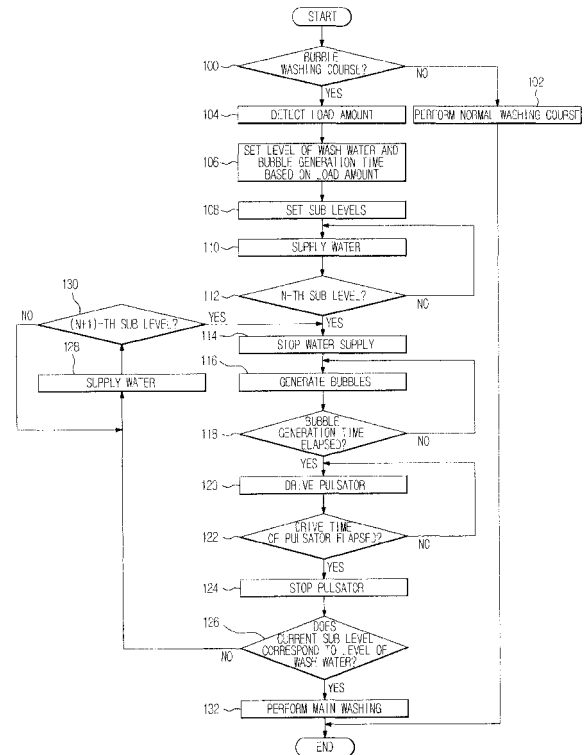 START
100
BUBBLE
WASHING COURSE?
NO
YES
102
PERFORM NORMAL WASHING COURSE
104
DETECT LOAD AMOUNT
106
SET LEVEL OF WASH WATER AND
BUBBLE GENERATION TIME
BASED ON LOAD AMOUNT
108
SET SUB LEVELS
110
SUPPLY WATER
112
N-TH SUB LEVEL?
NO
YES
130
(N+1)-TH SUB LEVEL?
NO
YES
128
SUPPLY WATER
114
STOP WATER SUPPLY
116
GENERATE BUBBLES
118
BUBBLE
GENERATION TIME
ELAPSED?
NO
YES
120
DRIVE PULSATOR
122
DRIVE TIME
OF PULSATOR ELAPSED?
NO
YES
124
STOP PULSATOR
126
DOES
CURRENT SUB LEVEL
CORRESPOND TO LEVEL OF
WASH WATER?
NO
YES
132
PERFORM MAIN WASHING
END